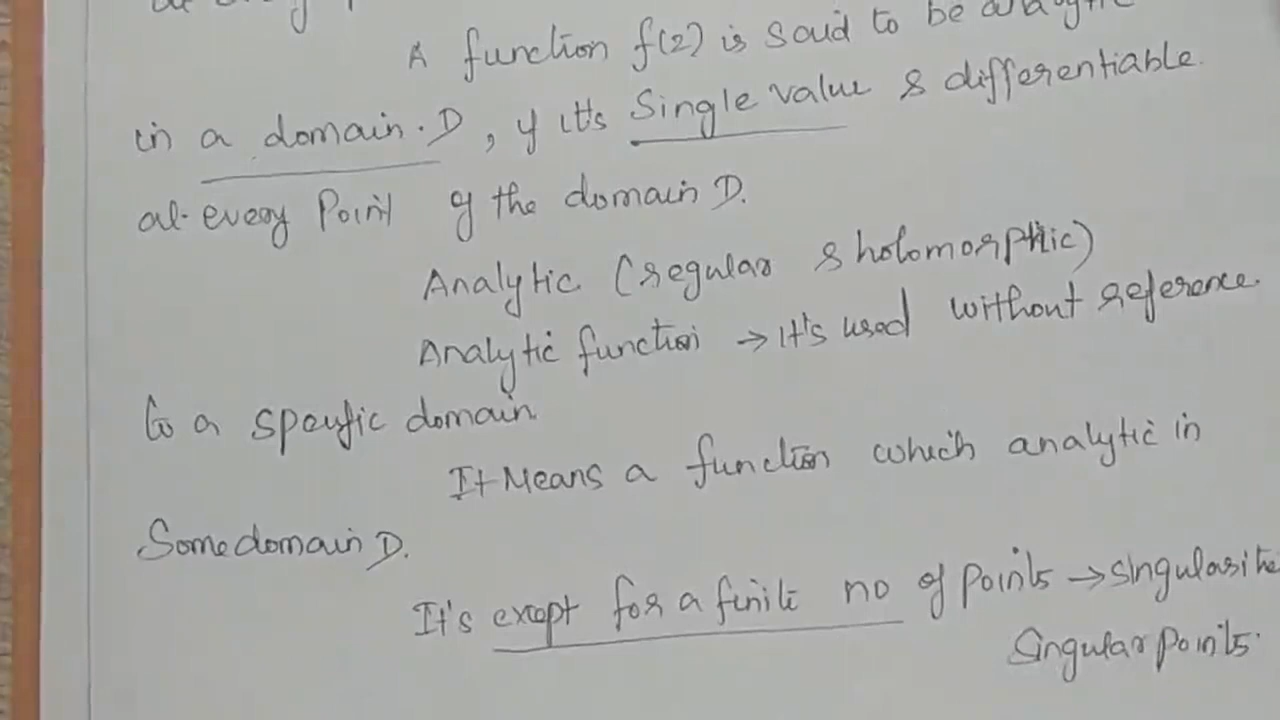 A function f(z) is said to be analytic
in a domain. D, if it's Single value & differentiable.
at every Point of the domain D.
Analytic (regular & holomorphic)
Analytic function → it's used without reference.
to a specific domain
It Means a function which analytic in
Some domain D.
It's except for a finite no of points → singularitie
Singular points.